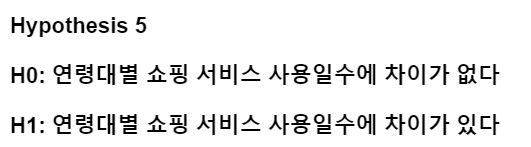 Hypothesis 5
H0: 연령대별 쇼핑 서비스 사용일수에 차이가 없다
H1: 연령대별 쇼핑 서비스 사용일수에 차이가 있다